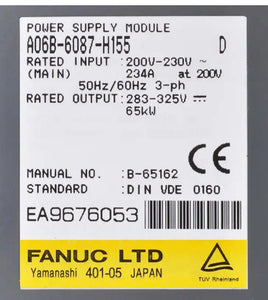 POWER SUPPLY MODULE
A06B-6087-H155 D
RATED INPUT : 200V-230V ~
(MAIN) 234A at 200V
50Hz/60Hz 3-ph
RATED OUTPUT: 283-325V ⎓
65kW
MANUAL NO. : B-65162
STANDARD : DIN VDE 0160
CE
EA9676053
FANUC LTD
Yamanashi 401-05 JAPAN
TUV Rheinland